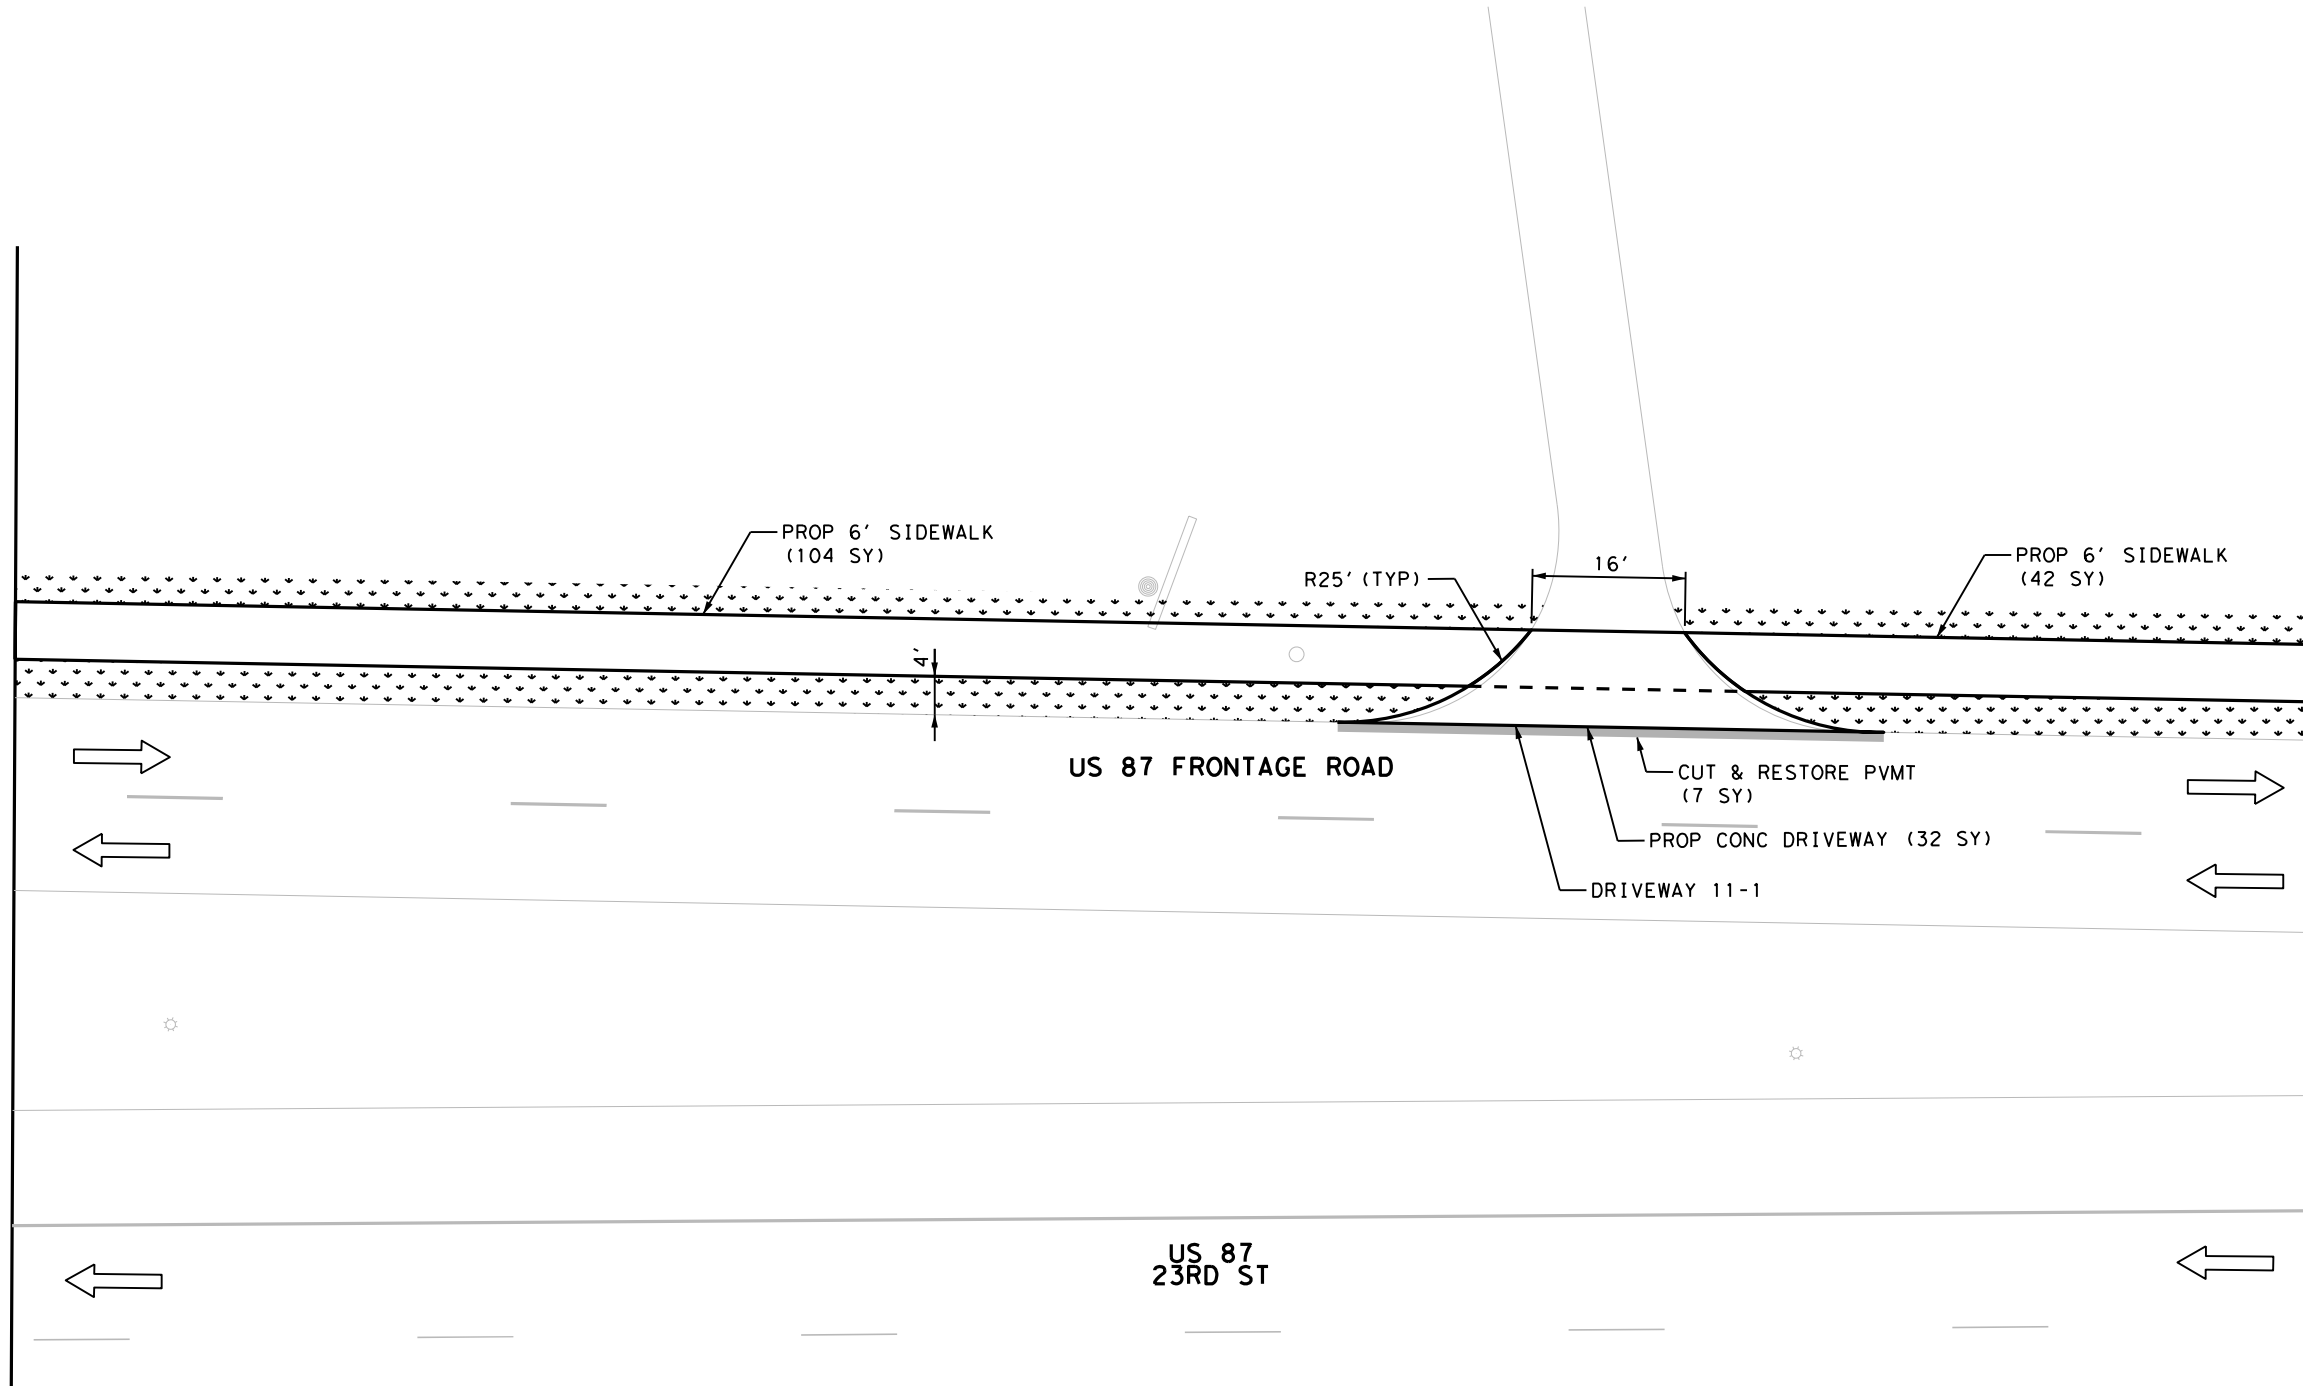 PROP 6' SIDEWALK
(104 SY)
PROP 6' SIDEWALK
(42 SY)
16'
R25' (TYP)
4'
US 87 FRONTAGE ROAD
CUT & RESTORE PVMT
(7 SY)
PROP CONC DRIVEWAY (32 SY)
DRIVEWAY 11-1
US 87
23RD ST